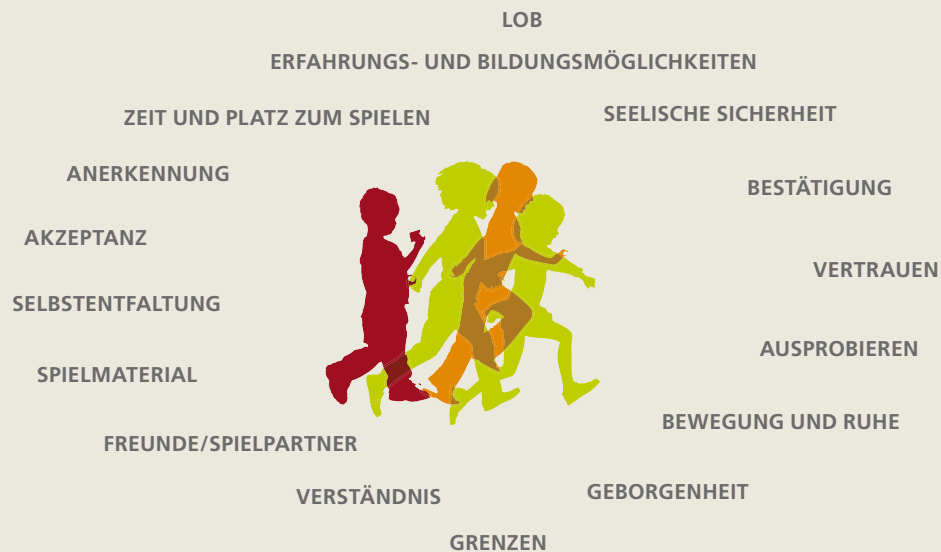 LOB
ERFAHRUNGS- UND BILDUNGSMÖGLICHKEITEN
ZEIT UND PLATZ ZUM SPIELEN
SEELISCHE SICHERHEIT
ANERKENNUNG
BESTÄTIGUNG
AKZEPTANZ
VERTRAUEN
SELBSTENTFALTUNG
AUSPROBIEREN
SPIELMATERIAL
BEWEGUNG UND RUHE
FREUNDE/SPIELPARTNER
GEBORGENHEIT
VERSTÄNDNIS
GRENZEN